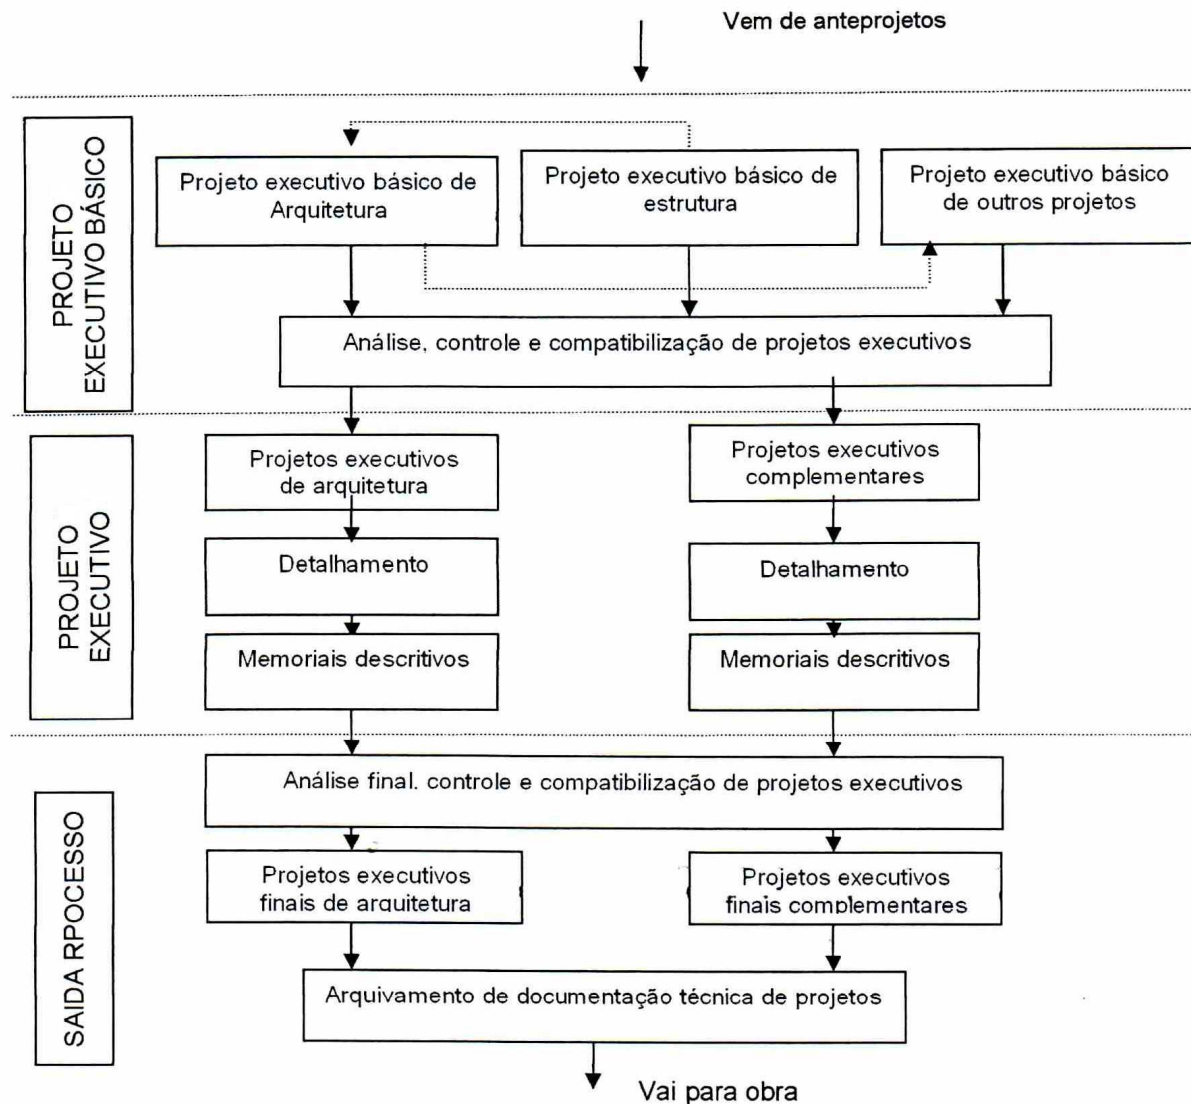 Vem de anteprojetos
PROJETO
EXECUTIVO BÁSICO
Projeto executivo básico de
Arquitetura
Projeto executivo básico de
estrutura
Projeto executivo básico
de outros projetos
Análise, controle e compatibilização de projetos executivos
PROJETO
EXECUTIVO
Projetos executivos
de arquitetura
Projetos executivos
complementares
Detalhamento
Detalhamento
Memoriais descritivos
Memoriais descritivos
SAIDA RPOCESSO
Análise final. controle e compatibilização de projetos executivos
Projetos executivos
finais de arquitetura
Projetos executivos
finais complementares
Arquivamento de documentação técnica de projetos
Vai para obra